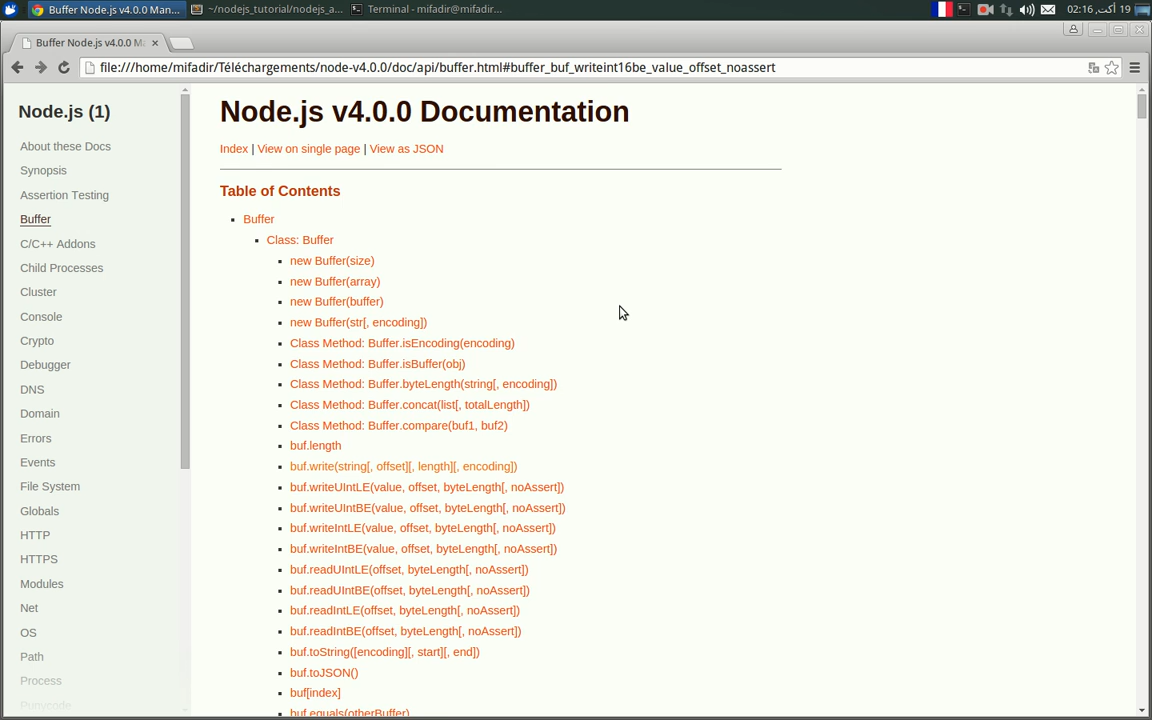 Buffer Node.js v4.0.0 Man...
~/nodejs_tutorial/nodejs_a...
Terminal - mifadir@mifadir...
19 أكت, 02:16
Buffer Node.js v4.0.0 Ma
file:///home/mifadir/Téléchargements/node-v4.0.0/doc/api/buffer.html#buffer_buf_writeint16be_value_offset_noassert
Node.js (1)
About these Docs
Synopsis
Assertion Testing
Buffer
C/C++ Addons
Child Processes
Cluster
Console
Crypto
Debugger
DNS
Domain
Errors
Events
File System
Globals
HTTP
HTTPS
Modules
Net
OS
Path
Process
Punycode
Node.js v4.0.0 Documentation
Index | View on single page | View as JSON
Table of Contents
Buffer
Class: Buffer
new Buffer(size)
new Buffer(array)
new Buffer(buffer)
new Buffer(str[, encoding])
Class Method: Buffer.isEncoding(encoding)
Class Method: Buffer.isBuffer(obj)
Class Method: Buffer.byteLength(string[, encoding])
Class Method: Buffer.concat(list[, totalLength])
Class Method: Buffer.compare(buf1, buf2)
buf.length
buf.write(string[, offset][, length][, encoding])
buf.writeUIntLE(value, offset, byteLength[, noAssert])
buf.writeUIntBE(value, offset, byteLength[, noAssert])
buf.writeIntLE(value, offset, byteLength[, noAssert])
buf.writeIntBE(value, offset, byteLength[, noAssert])
buf.readUIntLE(offset, byteLength[, noAssert])
buf.readUIntBE(offset, byteLength[, noAssert])
buf.readIntLE(offset, byteLength[, noAssert])
buf.readIntBE(offset, byteLength[, noAssert])
buf.toString([encoding][, start][, end])
buf.toJSON()
buf[index]
buf.equals(otherBuffer)